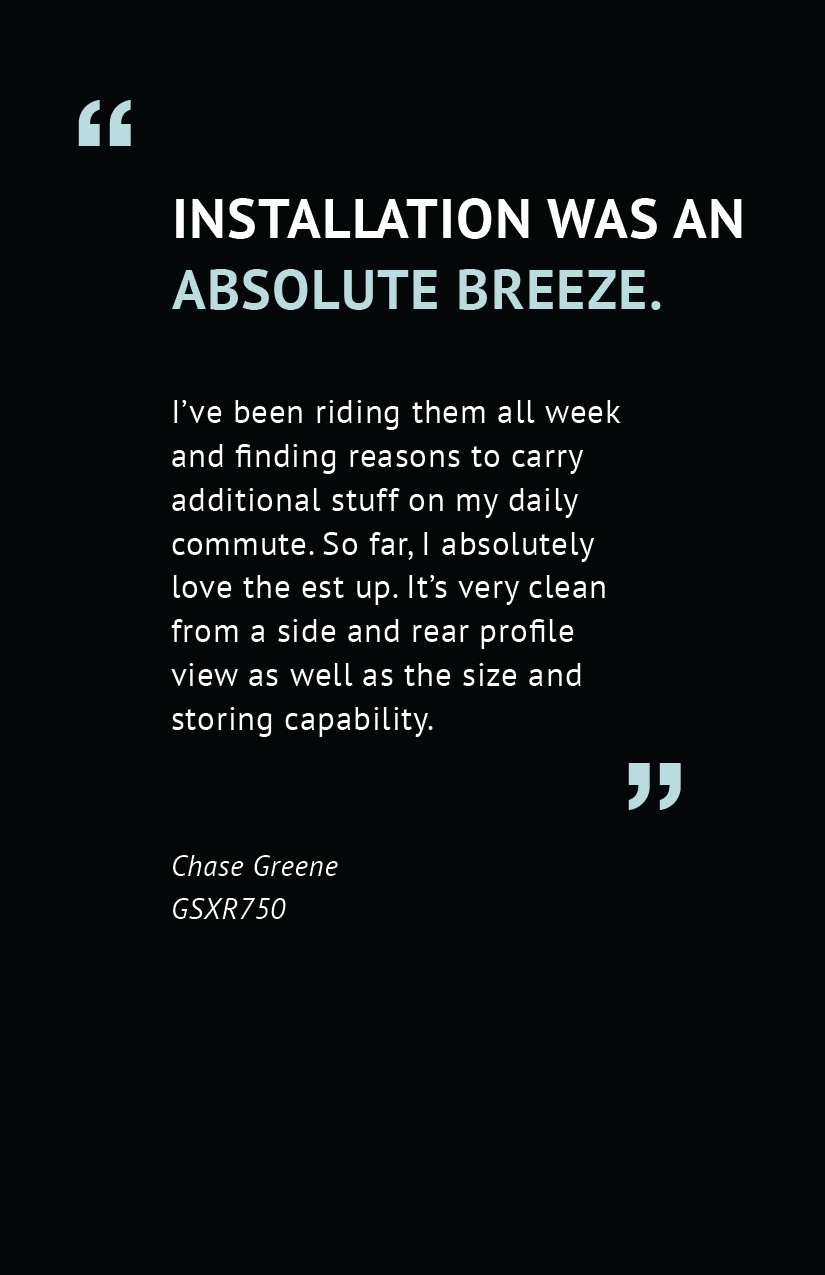 “
INSTALLATION WAS AN
ABSOLUTE BREEZE.
I’ve been riding them all week
and finding reasons to carry
additional stuff on my daily
commute. So far, I absolutely
love the est up. It’s very clean
from a side and rear profile
view as well as the size and
storing capability.
”
Chase Greene
GSXR750